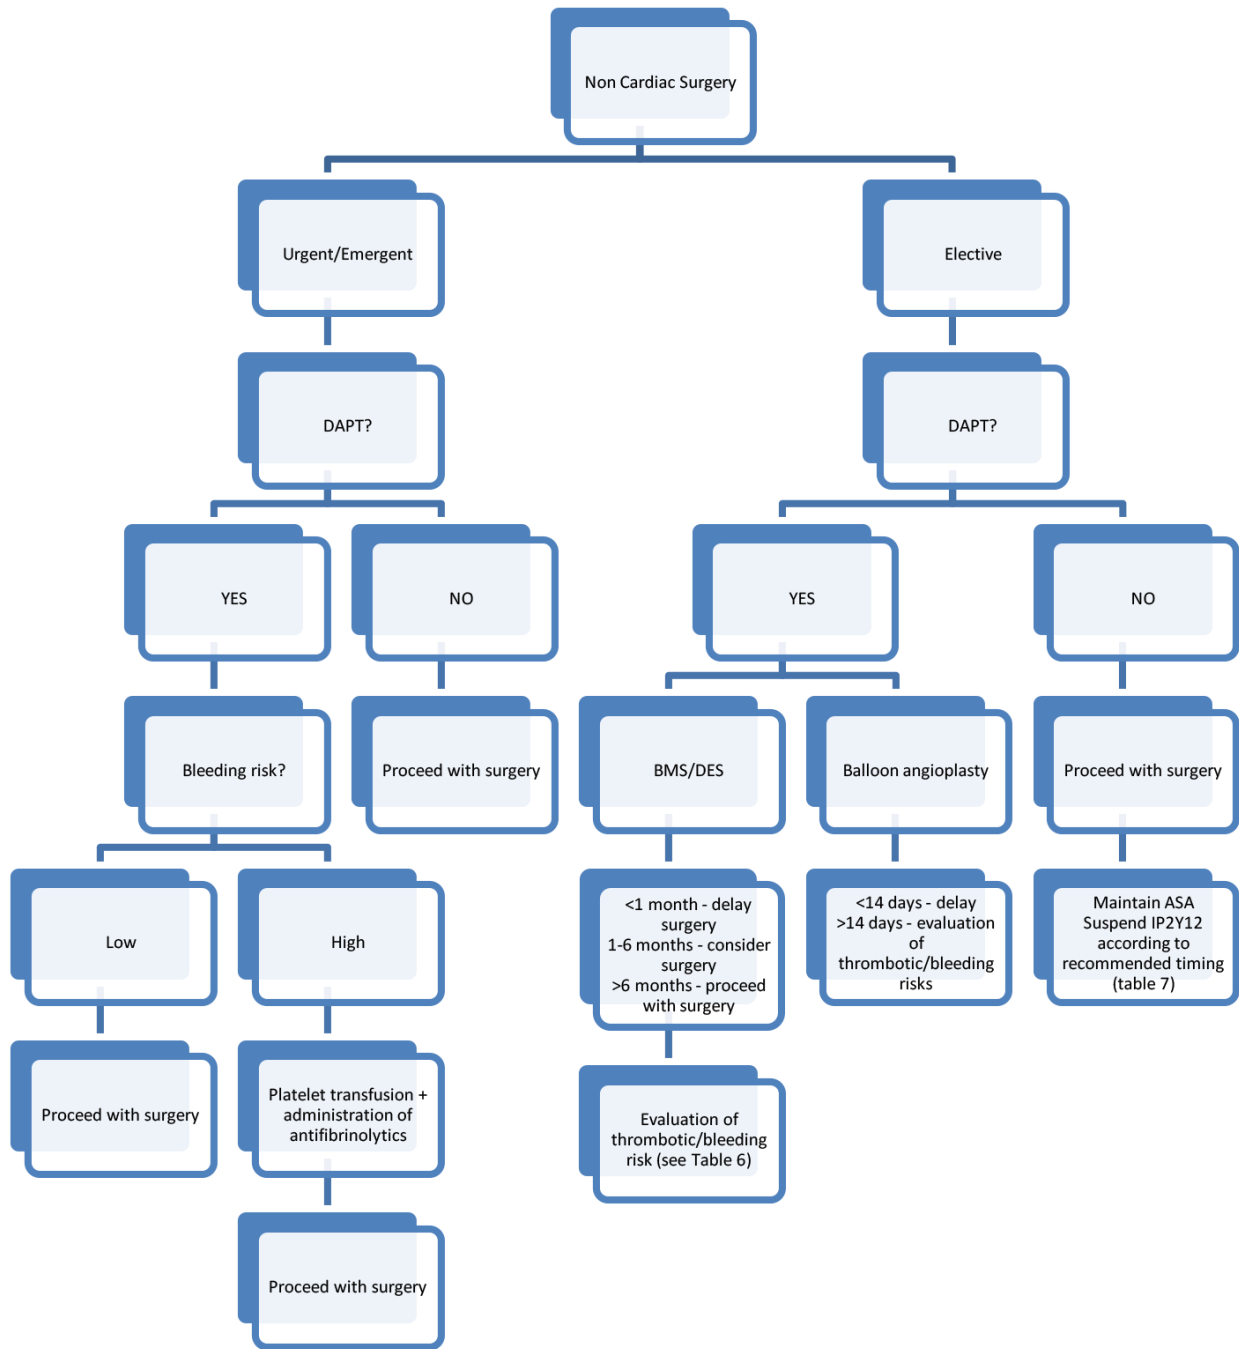 Non Cardiac Surgery
Urgent/Emergent
Elective
DAPT?
DAPT?
YES
NO
YES
NO
Bleeding risk?
Proceed with surgery
BMS/DES
Balloon angioplasty
Proceed with surgery
Low
High
<1 month - delay
surgery
1-6 months - consider
surgery
>6 months - proceed
with surgery
<14 days - delay
>14 days - evaluation
of
thrombotic/bleeding
risks
Maintain ASA
Suspend IP2Y12
according to
recommended timing
(table 7)
Proceed with surgery
Platelet transfusion +
administration of
antifibrinolytics
Evaluation of
thrombotic/bleeding
risk (see Table 6)
Proceed with surgery